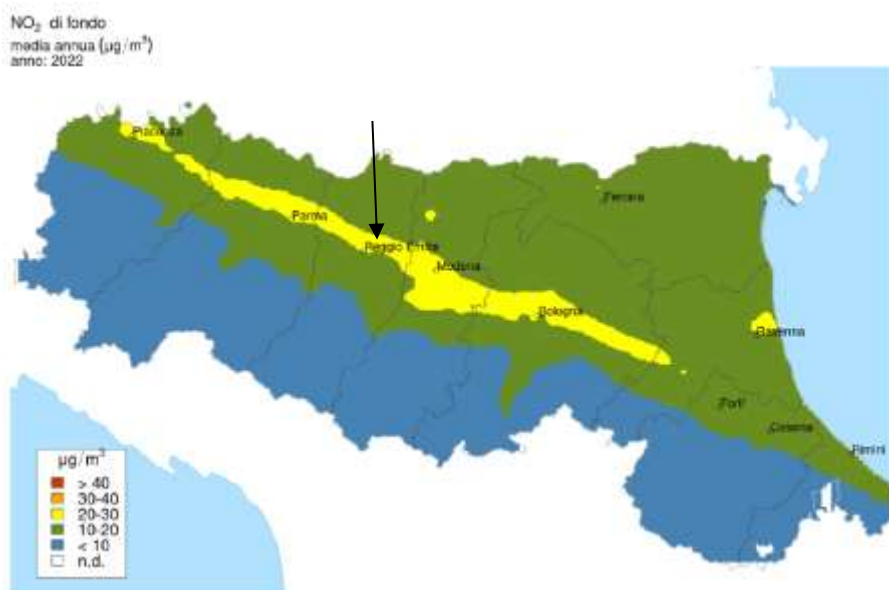 NO₂ di fondo
media annua (µg/m³)
anno: 2022
Piacenza
Parma
Reggio Emilia
Modena
Ferrara
Bologna
Ravenna
Forlì
Cesena
Rimini
µg/m³
> 40
30-40
20-30
10-20
< 10
n.d.